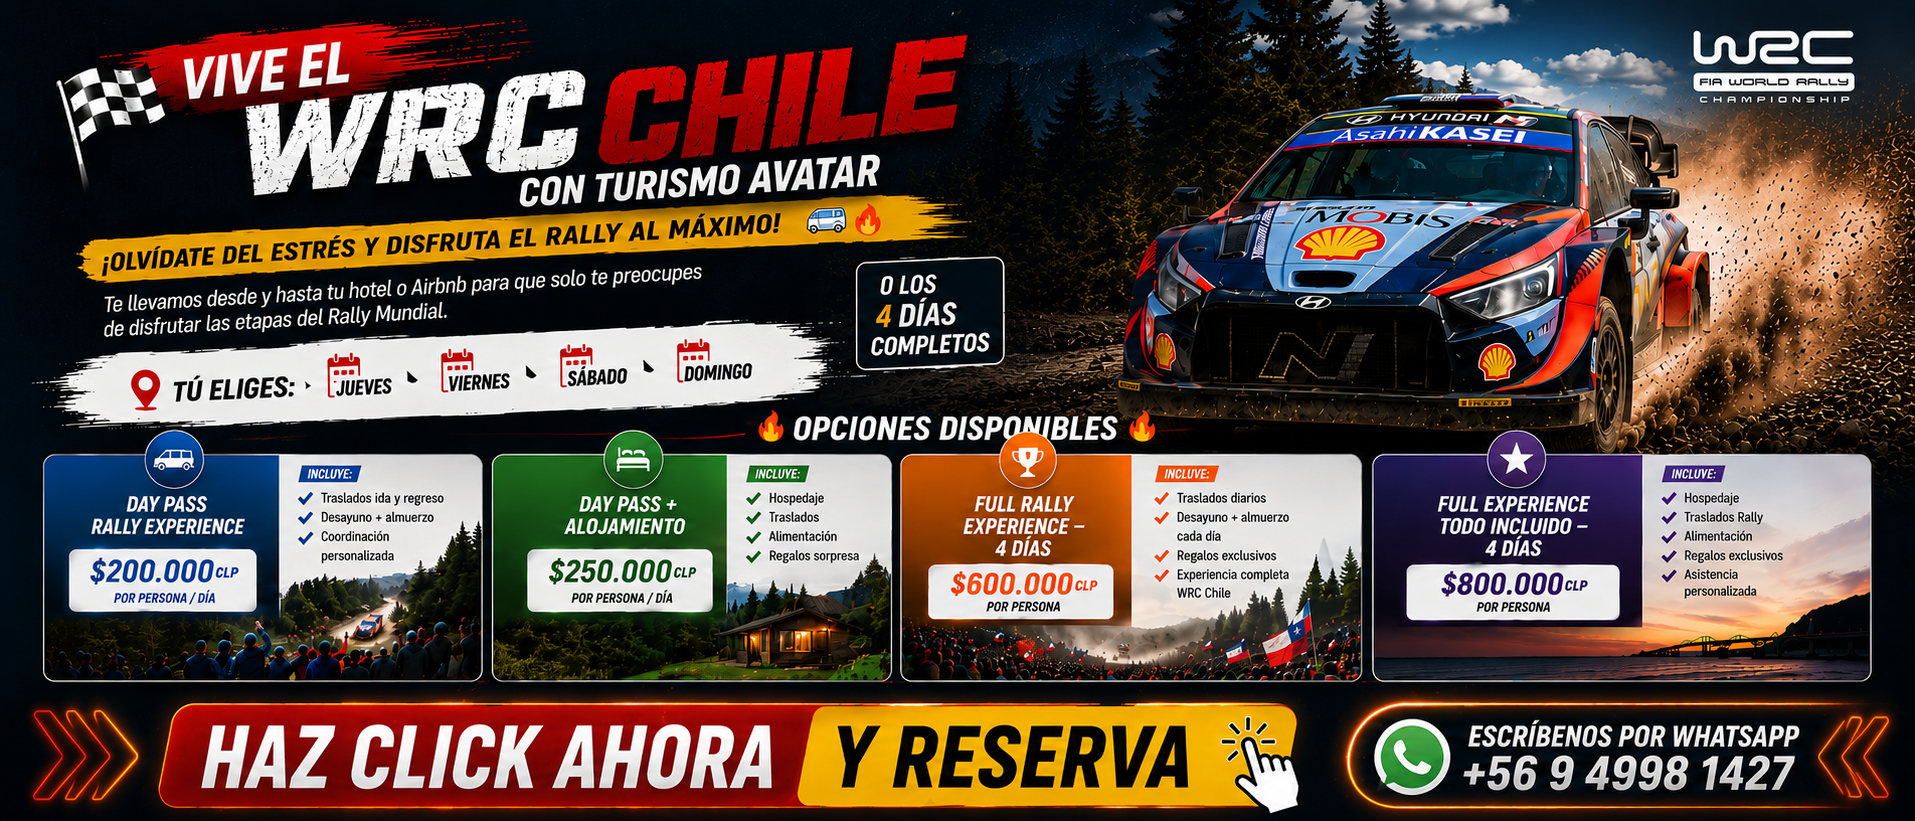 VIVE EL
WRC CHILE
CON TURISMO AVATAR
¡OLVÍDATE DEL ESTRÉS Y DISFRUTA EL RALLY AL MÁXIMO!
Te llevamos desde y hasta tu hotel o Airbnb para que solo te preocupes
de disfrutar las etapas del Rally Mundial.
TÚ ELIGES:
JUEVES
VIERNES
SÁBADO
DOMINGO
O LOS
4 DÍAS
COMPLETOS
WRC
FIA WORLD RALLY
CHAMPIONSHIP
HYUNDAI N
AsahiKASEI
MOBIS
OPCIONES DISPONIBLES
DAY PASS
RALLY EXPERIENCE
$200.000 CLP
POR PERSONA / DÍA
INCLUYE:
Traslados ida y regreso
Desayuno + almuerzo
Coordinación
personalizada
DAY PASS +
ALOJAMIENTO
$250.000 CLP
POR PERSONA / DÍA
INCLUYE:
Hospedaje
Traslados
Alimentación
Regalos sorpresa
FULL RALLY
EXPERIENCE –
4 DÍAS
$600.000 CLP
POR PERSONA
INCLUYE:
Traslados diarios
Desayuno + almuerzo
cada día
Regalos exclusivos
Experiencia completa
WRC Chile
FULL EXPERIENCE
TODO INCLUIDO –
4 DÍAS
$800.000 CLP
POR PERSONA
INCLUYE:
Hospedaje
Traslados Rally
Alimentación
Regalos exclusivos
Asistencia
personalizada
HAZ CLICK AHORA
Y RESERVA
ESCRÍBENOS POR WHATSAPP
+56 9 4998 1427